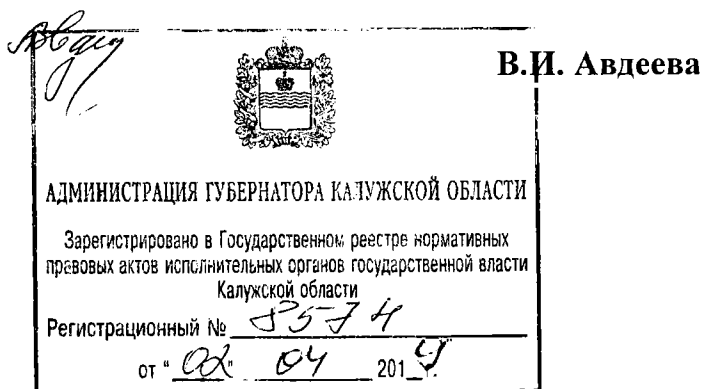 В.И. Авдеева
АДМИНИСТРАЦИЯ ГУБЕРНАТОРА КАЛУЖСКОЙ ОБЛАСТИ
Зарегистрировано в Государственном реестре нормативных
правовых актов исполнительных органов государственной власти
Калужской области
Регистрационный № 8574
от "02" 04 2019 г.